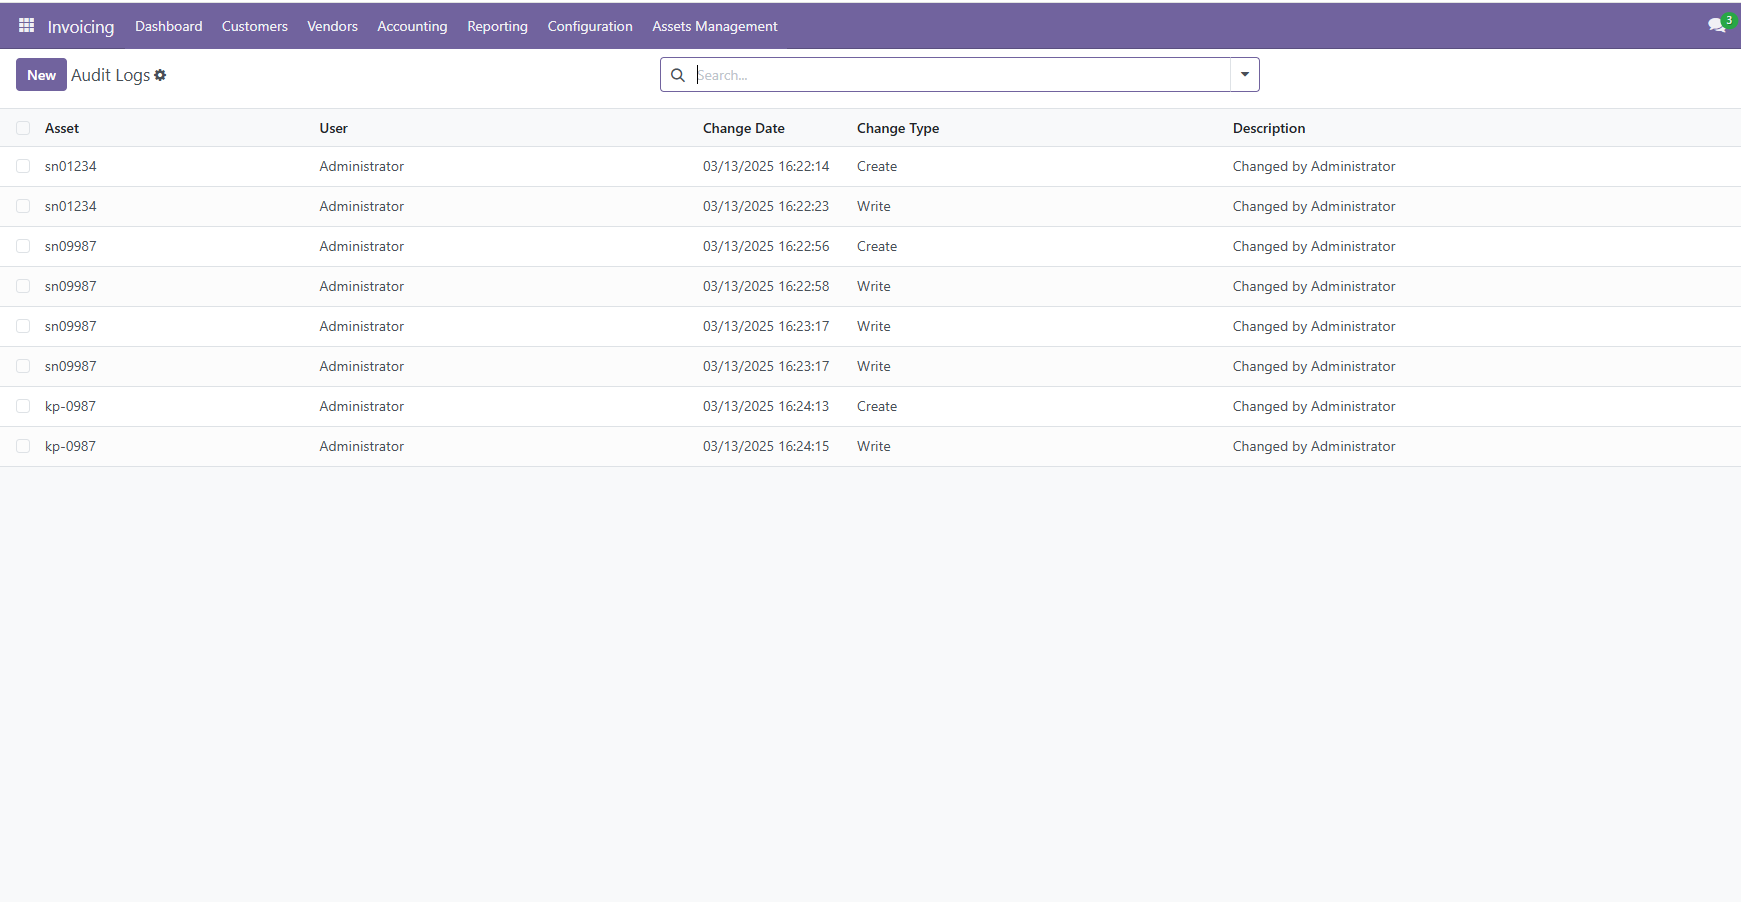 Invoicing Dashboard Customers Vendors Accounting Reporting Configuration Assets Management 3
New Audit Logs Search...
Asset User Change Date Change Type Description
sn01234 Administrator 03/13/2025 16:22:14 Create Changed by Administrator
sn01234 Administrator 03/13/2025 16:22:23 Write Changed by Administrator
sn09987 Administrator 03/13/2025 16:22:56 Create Changed by Administrator
sn09987 Administrator 03/13/2025 16:22:58 Write Changed by Administrator
sn09987 Administrator 03/13/2025 16:23:17 Write Changed by Administrator
sn09987 Administrator 03/13/2025 16:23:17 Write Changed by Administrator
kp-0987 Administrator 03/13/2025 16:24:13 Create Changed by Administrator
kp-0987 Administrator 03/13/2025 16:24:15 Write Changed by Administrator